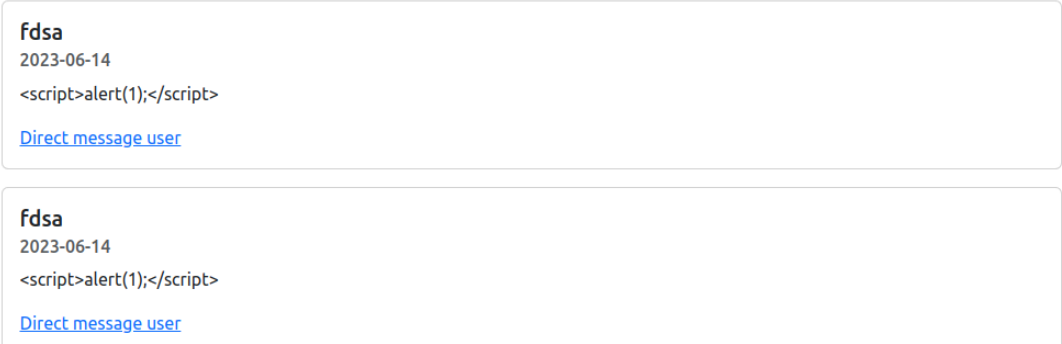 fdsa
2023-06-14
<script>alert(1);</script>
Direct message user
fdsa
2023-06-14
<script>alert(1);</script>
Direct message user